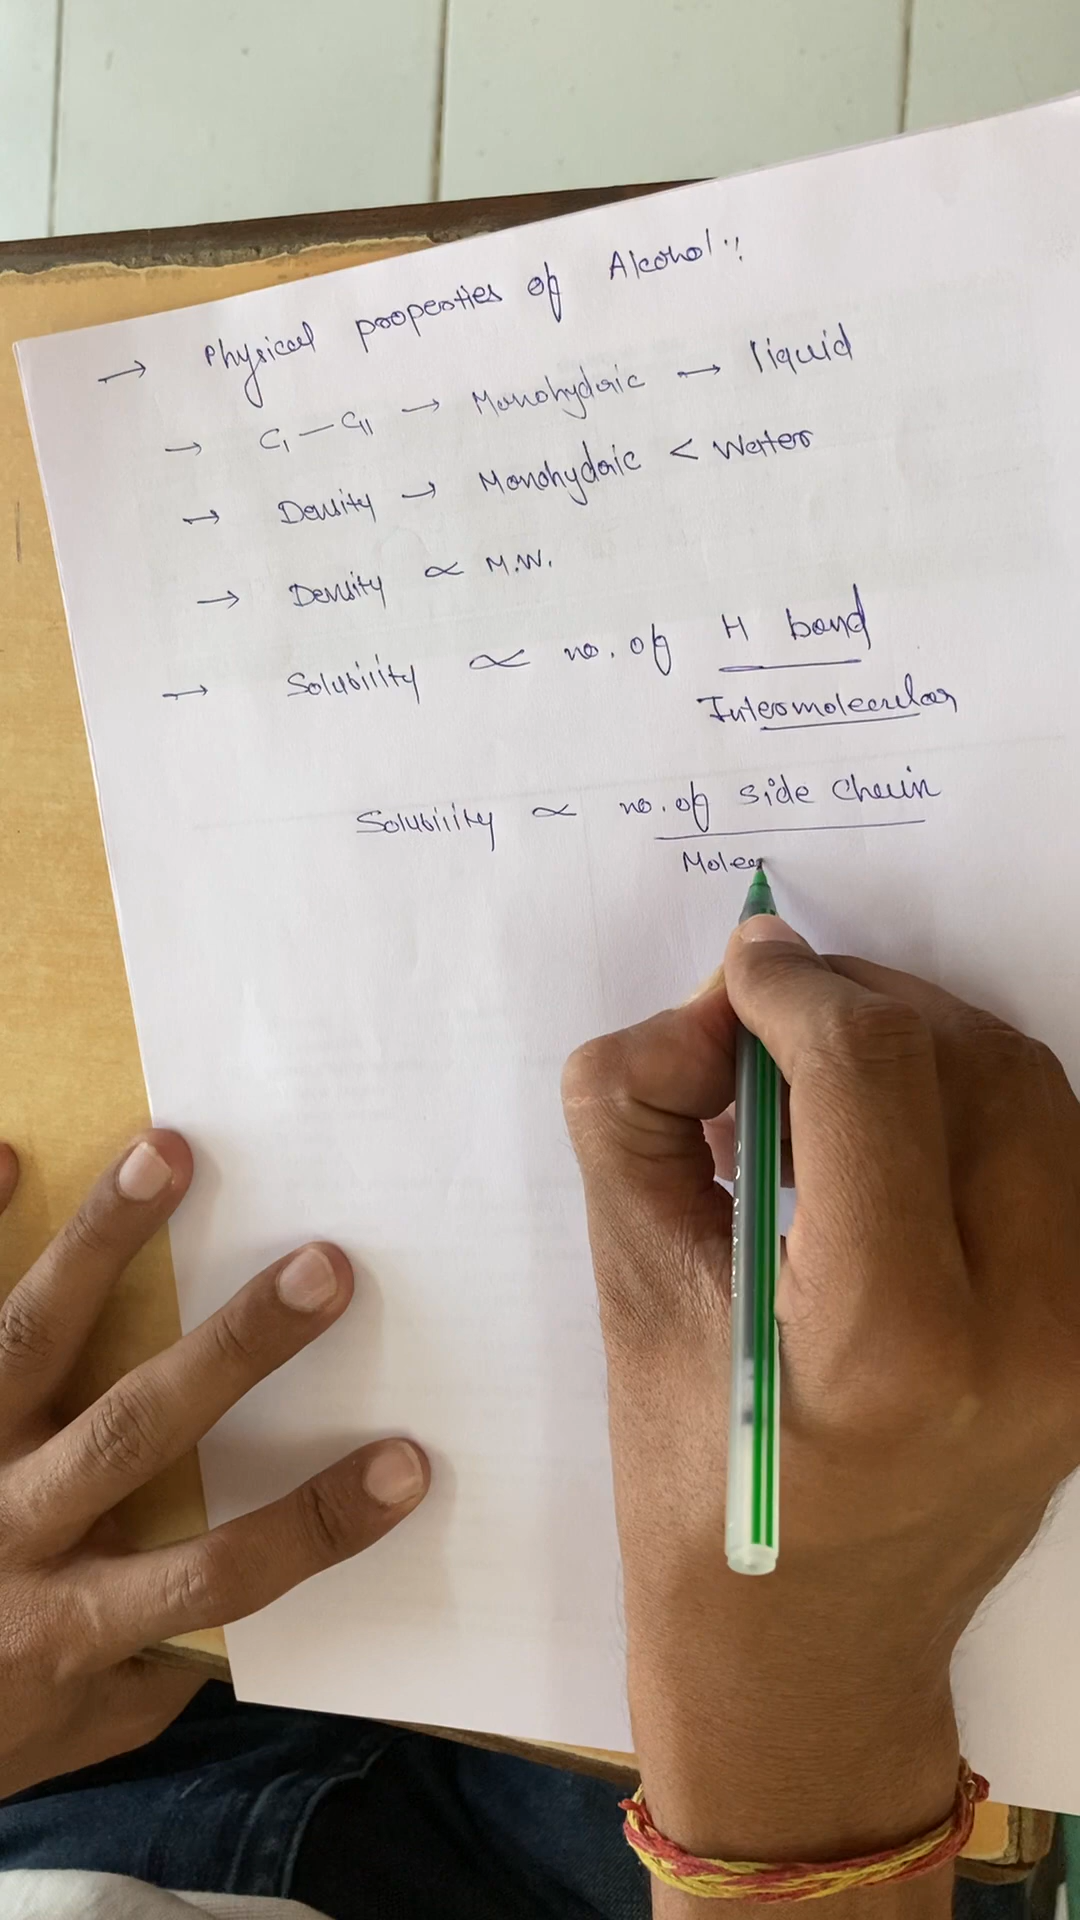 → Physical properties of Alcohol :!
→ C₁ — C₁₁ → Monohydric → liquid
→ Density → Monohydric < Water
→ Density ∝ M.W.
→ Solubility ∝ no. of H bond
Intermolecular
Solubility ∝ no. of side chain
Molec